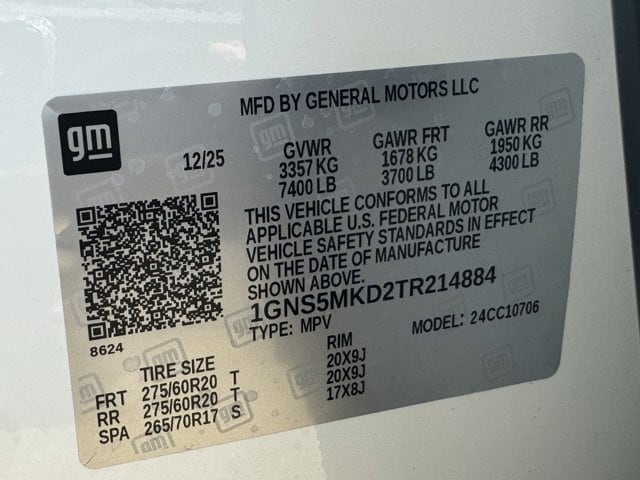 MFD BY GENERAL MOTORS LLC
gm
12/25
GVWR
3357 KG
7400 LB
GAWR FRT
1678 KG
3700 LB
GAWR RR
1950 KG
4300 LB
THIS VEHICLE CONFORMS TO ALL
APPLICABLE U.S. FEDERAL MOTOR
VEHICLE SAFETY STANDARDS IN EFFECT
ON THE DATE OF MANUFACTURE
SHOWN ABOVE.
1GNS5MKD2TR214884
TYPE: MPV
MODEL: 24CC10706
8624
TIRE SIZE
RIM
FRT 275/60R20 T 20X9J
RR 275/60R20 T 20X9J
SPA 265/70R17 S 17X8J